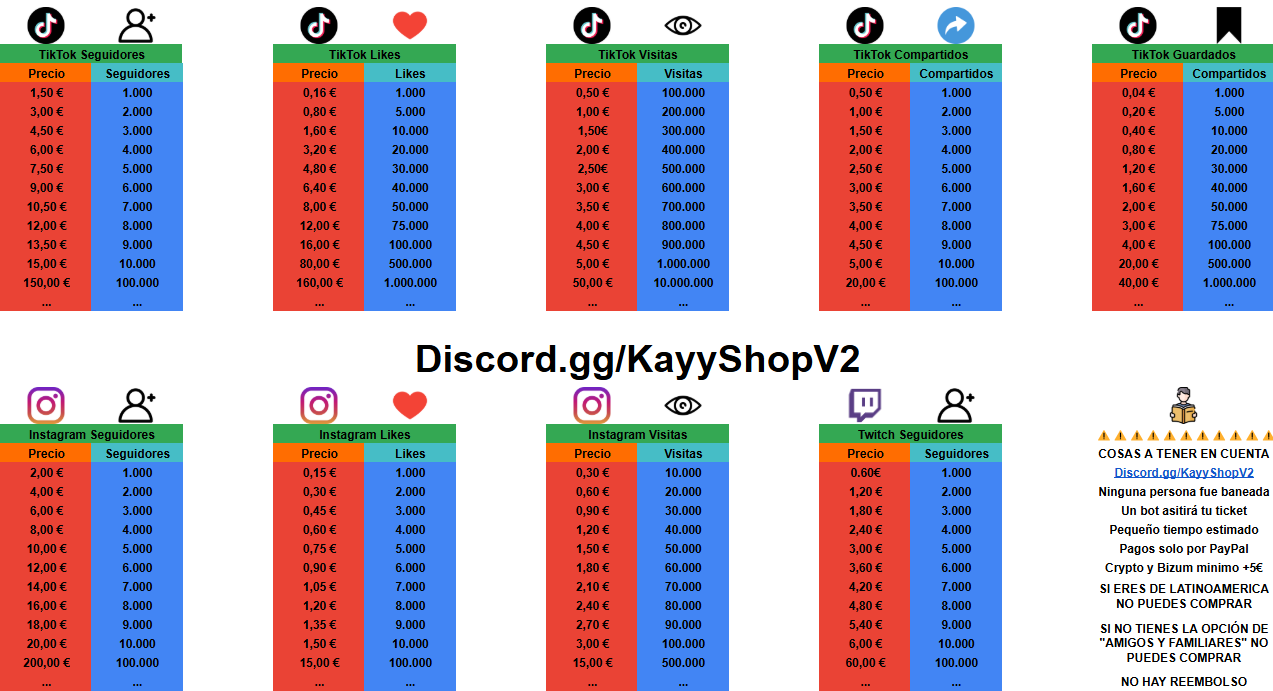 TikTok Seguidores
Precio Seguidores
1,50 € 1.000
3,00 € 2.000
4,50 € 3.000
6,00 € 4.000
7,50 € 5.000
9,00 € 6.000
10,50 € 7.000
12,00 € 8.000
13,50 € 9.000
15,00 € 10.000
150,00 € 100.000
... ...
TikTok Likes
Precio Likes
0,16 € 1.000
0,80 € 5.000
1,60 € 10.000
3,20 € 20.000
4,80 € 30.000
6,40 € 40.000
8,00 € 50.000
12,00 € 75.000
16,00 € 100.000
80,00 € 500.000
160,00 € 1.000.000
... ...
TikTok Visitas
Precio Visitas
0,50 € 100.000
1,00 € 200.000
1,50€ 300.000
2,00 € 400.000
2,50€ 500.000
3,00 € 600.000
3,50 € 700.000
4,00 € 800.000
4,50 € 900.000
5,00 € 1.000.000
50,00 € 10.000.000
... ...
TikTok Compartidos
Precio Compartidos
0,50 € 1.000
1,00 € 2.000
1,50 € 3.000
2,00 € 4.000
2,50 € 5.000
3,00 € 6.000
3,50 € 7.000
4,00 € 8.000
4,50 € 9.000
5,00 € 10.000
20,00 € 100.000
... ...
TikTok Guardados
Precio Compartidos
0,04 € 1.000
0,20 € 5.000
0,40 € 10.000
0,80 € 20.000
1,20 € 30.000
1,60 € 40.000
2,00 € 50.000
3,00 € 75.000
4,00 € 100.000
20,00 € 500.000
40,00 € 1.000.000
... ...
Discord.gg/KayyShopV2
Instagram Seguidores
Precio Seguidores
2,00 € 1.000
4,00 € 2.000
6,00 € 3.000
8,00 € 4.000
10,00 € 5.000
12,00 € 6.000
14,00 € 7.000
16,00 € 8.000
18,00 € 9.000
20,00 € 10.000
200,00 € 100.000
... ...
Instagram Likes
Precio Likes
0,15 € 1.000
0,30 € 2.000
0,45 € 3.000
0,60 € 4.000
0,75 € 5.000
0,90 € 6.000
1,05 € 7.000
1,20 € 8.000
1,35 € 9.000
1,50 € 10.000
15,00 € 100.000
... ...
Instagram Visitas
Precio Visitas
0,30 € 10.000
0,60 € 20.000
0,90 € 30.000
1,20 € 40.000
1,50 € 50.000
1,80 € 60.000
2,10 € 70.000
2,40 € 80.000
2,70 € 90.000
3,00 € 100.000
15,00 € 500.000
... ...
Twitch Seguidores
Precio Seguidores
0.60€ 1.000
1,20 € 2.000
1,80 € 3.000
2,40 € 4.000
3,00 € 5.000
3,60 € 6.000
4,20 € 7.000
4,80 € 8.000
5,40 € 9.000
6,00 € 10.000
60,00 € 100.000
... ...
COSAS A TENER EN CUENTA
Discord.gg/KayyShopV2
Ninguna persona fue baneada
Un bot asitirá tu ticket
Pequeño tiempo estimado
Pagos solo por PayPal
Crypto y Bizum minimo +5€
SI ERES DE LATINOAMERICA
NO PUEDES COMPRAR
SI NO TIENES LA OPCIÓN DE
"AMIGOS Y FAMILIARES" NO
PUEDES COMPRAR
NO HAY REEMBOLSO